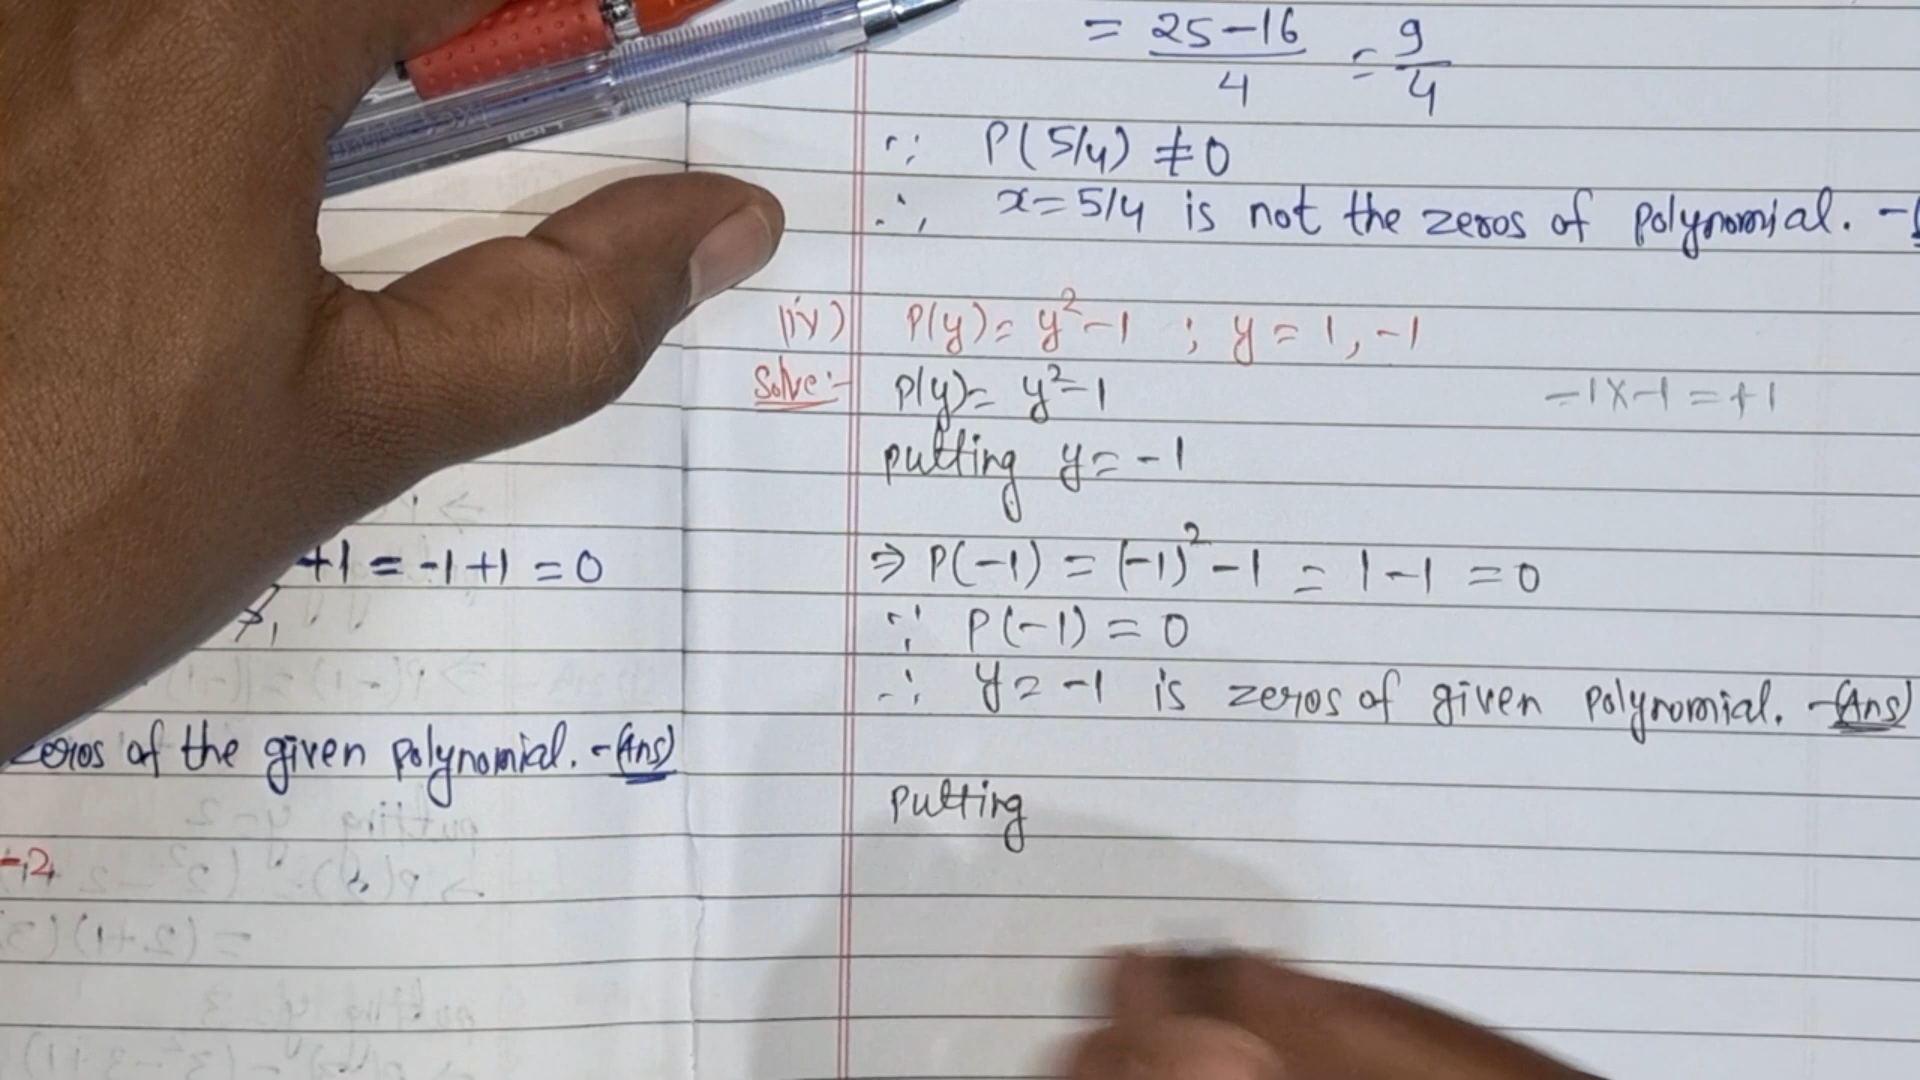 = 25-16/4 = 9/4
∵ P(5/4) ≠ 0
∴ x=5/4 is not the zeros of polynomial. -
(iv) P(y) = y²-1 ; y = 1, -1
Solve:- P(y) = y²-1
-1×-1 = +1
putting y = -1
⇒ P(-1) = (-1)² -1 = 1-1 = 0
∵ P(-1) = 0
∴ y = -1 is zeros of given polynomial. -(Ans)
putting
+1 = -1+1 = 0
zeros of the given polynomial. -(Ans)
-2